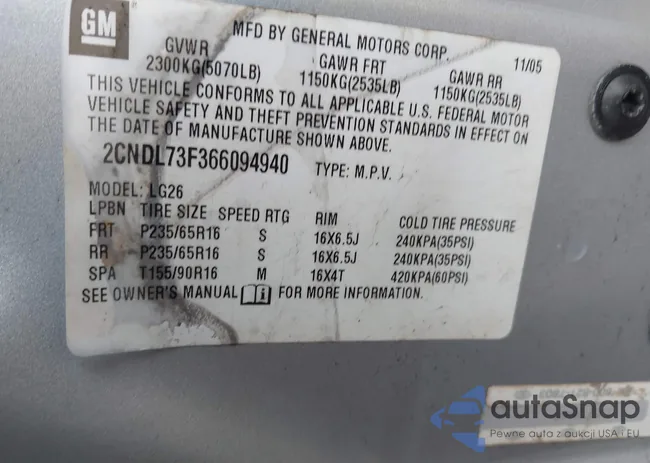 GM
MFD BY GENERAL MOTORS CORP.
11/05
GVWR GAWR FRT GAWR RR
2300KG(5070LB) 1150KG(2535LB) 1150KG(2535LB)
THIS VEHICLE CONFORMS TO ALL APPLICABLE U.S. FEDERAL MOTOR
VEHICLE SAFETY AND THEFT PREVENTION STANDARDS IN EFFECT ON
THE DATE OF MANUFACTURE SHOWN ABOVE.
2CNDL73F366094940 TYPE: M.P.V.
MODEL: LG26
LPBN TIRE SIZE SPEED RTG RIM COLD TIRE PRESSURE
FRT P235/65R16 S 16X6.5J 240KPA(35PSI)
RR P235/65R16 S 16X6.5J 240KPA(35PSI)
SPA T155/90R16 M 16X4T 420KPA(60PSI)
SEE OWNER'S MANUAL FOR MORE INFORMATION.
autaSnap
Pewne auta z aukcji USA i EU